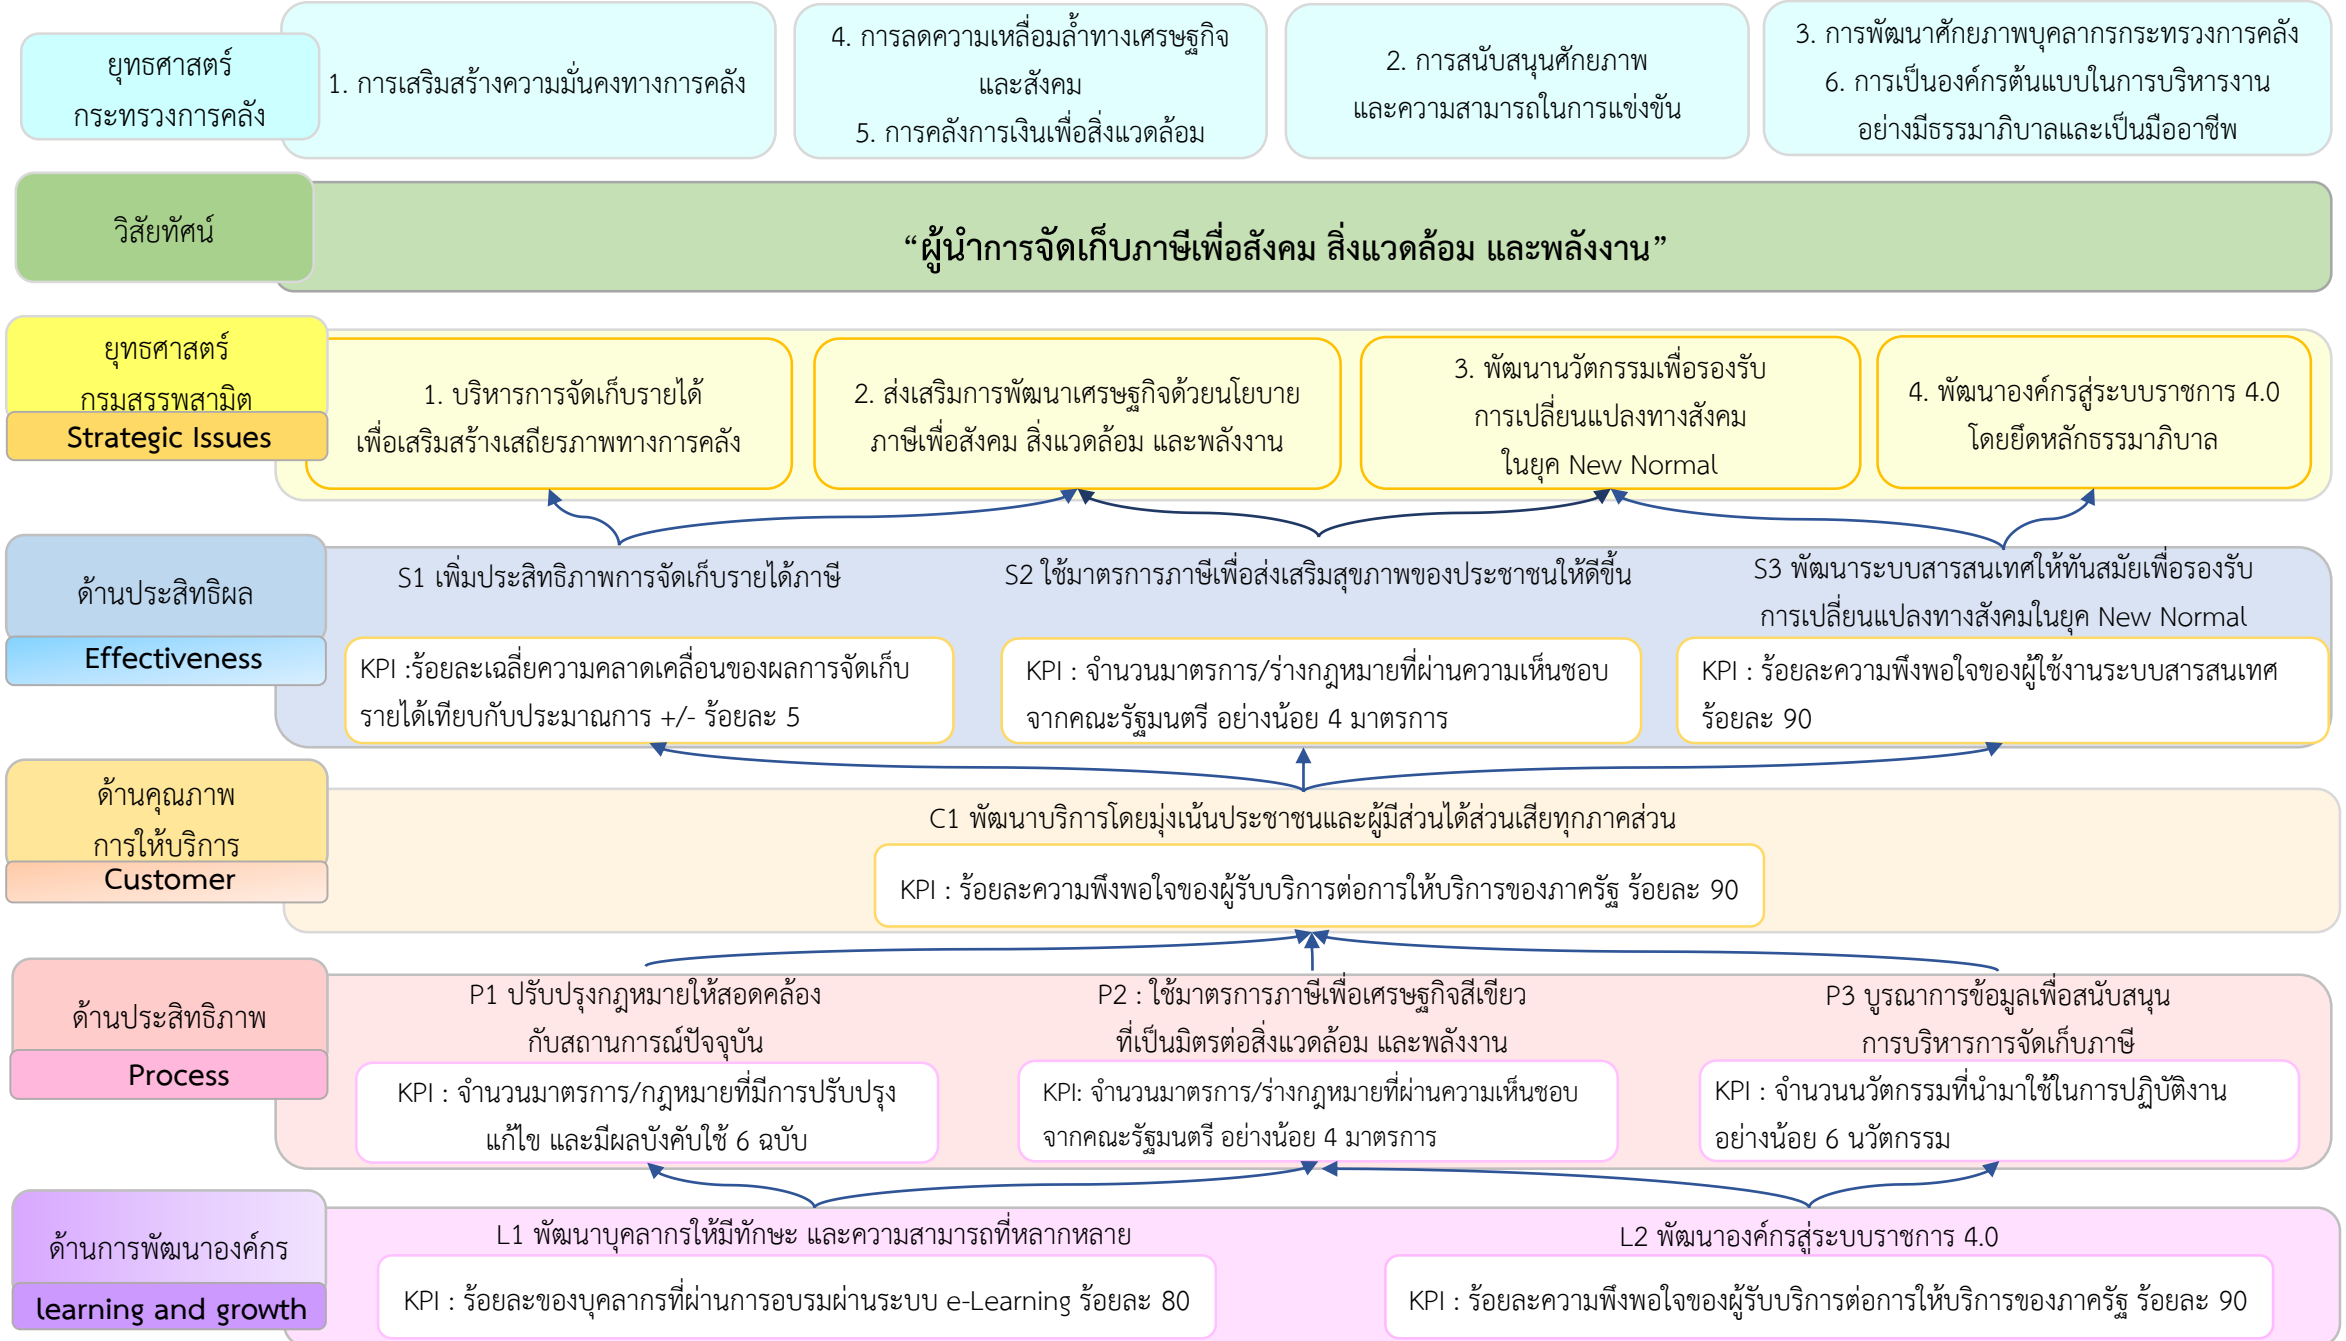 ยุทธศาสตร์
กระทรวงการคลัง
1. การเสริมสร้างความมั่นคงทางการคลัง
4. การลดความเหลื่อมล้ำทางเศรษฐกิจ
และสังคม
5. การคลังการเงินเพื่อสิ่งแวดล้อม
2. การสนับสนุนศักยภาพ
และความสามารถในการแข่งขัน
3. การพัฒนาศักยภาพบุคลากรกระทรวงการคลัง
6. การเป็นองค์กรต้นแบบในการบริหารงาน
อย่างมีธรรมาภิบาลและเป็นมืออาชีพ
วิสัยทัศน์
“ผู้นำการจัดเก็บภาษีเพื่อสังคม สิ่งแวดล้อม และพลังงาน”
ยุทธศาสตร์
กรมสรรพสามิต
Strategic Issues
1. บริหารการจัดเก็บรายได้
เพื่อเสริมสร้างเสถียรภาพทางการคลัง
2. ส่งเสริมการพัฒนาเศรษฐกิจด้วยนโยบาย
ภาษีเพื่อสังคม สิ่งแวดล้อม และพลังงาน
3. พัฒนานวัตกรรมเพื่อรองรับ
การเปลี่ยนแปลงทางสังคม
ในยุค New Normal
4. พัฒนาองค์กรสู่ระบบราชการ 4.0
โดยยึดหลักธรรมาภิบาล
ด้านประสิทธิผล
Effectiveness
S1 เพิ่มประสิทธิภาพการจัดเก็บรายได้ภาษี
KPI :ร้อยละเฉลี่ยความคลาดเคลื่อนของผลการจัดเก็บ
รายได้เทียบกับประมาณการ +/- ร้อยละ 5
S2 ใช้มาตรการภาษีเพื่อส่งเสริมสุขภาพของประชาชนให้ดีขึ้น
KPI : จำนวนมาตรการ/ร่างกฎหมายที่ผ่านความเห็นชอบ
จากคณะรัฐมนตรี อย่างน้อย 4 มาตรการ
S3 พัฒนาระบบสารสนเทศให้ทันสมัยเพื่อรองรับ
การเปลี่ยนแปลงทางสังคมในยุค New Normal
KPI : ร้อยละความพึงพอใจของผู้ใช้งานระบบสารสนเทศ
ร้อยละ 90
ด้านคุณภาพ
การให้บริการ
Customer
C1 พัฒนาบริการโดยมุ่งเน้นประชาชนและผู้มีส่วนได้ส่วนเสียทุกภาคส่วน
KPI : ร้อยละความพึงพอใจของผู้รับบริการต่อการให้บริการของภาครัฐ ร้อยละ 90
ด้านประสิทธิภาพ
Process
P1 ปรับปรุงกฎหมายให้สอดคล้อง
กับสถานการณ์ปัจจุบัน
KPI : จำนวนมาตรการ/กฎหมายที่มีการปรับปรุง
แก้ไข และมีผลบังคับใช้ 6 ฉบับ
P2 : ใช้มาตรการภาษีเพื่อเศรษฐกิจสีเขียว
ที่เป็นมิตรต่อสิ่งแวดล้อม และพลังงาน
KPI: จำนวนมาตรการ/ร่างกฎหมายที่ผ่านความเห็นชอบ
จากคณะรัฐมนตรี อย่างน้อย 4 มาตรการ
P3 บูรณาการข้อมูลเพื่อสนับสนุน
การบริหารการจัดเก็บภาษี
KPI : จำนวนนวัตกรรมที่นำมาใช้ในการปฏิบัติงาน
อย่างน้อย 6 นวัตกรรม
ด้านการพัฒนาองค์กร
learning and growth
L1 พัฒนาบุคลากรให้มีทักษะ และความสามารถที่หลากหลาย
KPI : ร้อยละของบุคลากรที่ผ่านการอบรมผ่านระบบ e-Learning ร้อยละ 80
L2 พัฒนาองค์กรสู่ระบบราชการ 4.0
KPI : ร้อยละความพึงพอใจของผู้รับบริการต่อการให้บริการของภาครัฐ ร้อยละ 90